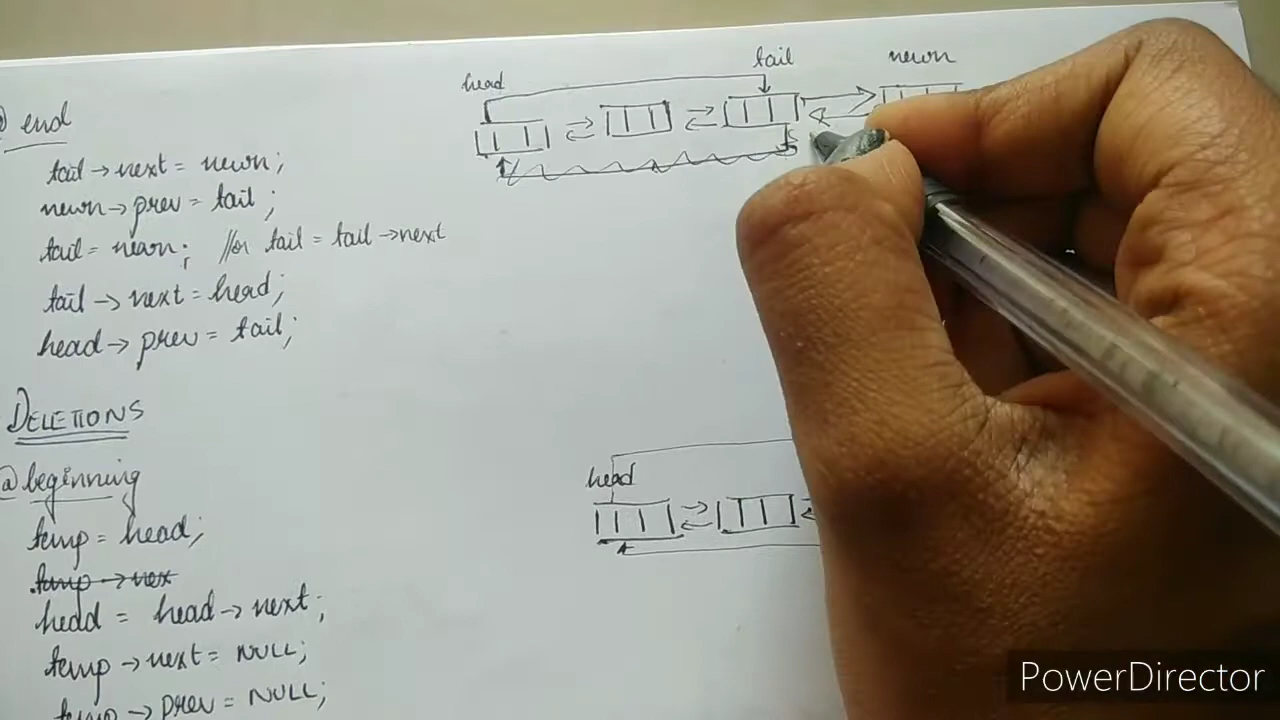 @ end
head
tail
newn
tail → next = newn;
newn → prev = tail;
tail = newn; //or tail = tail → next
tail → next = head;
head → prev = tail;
DELETIONS
@ beginning
head
temp = head;
temp → nex
head = head → next;
temp → next = NULL;
temp → prev = NULL;
PowerDirector